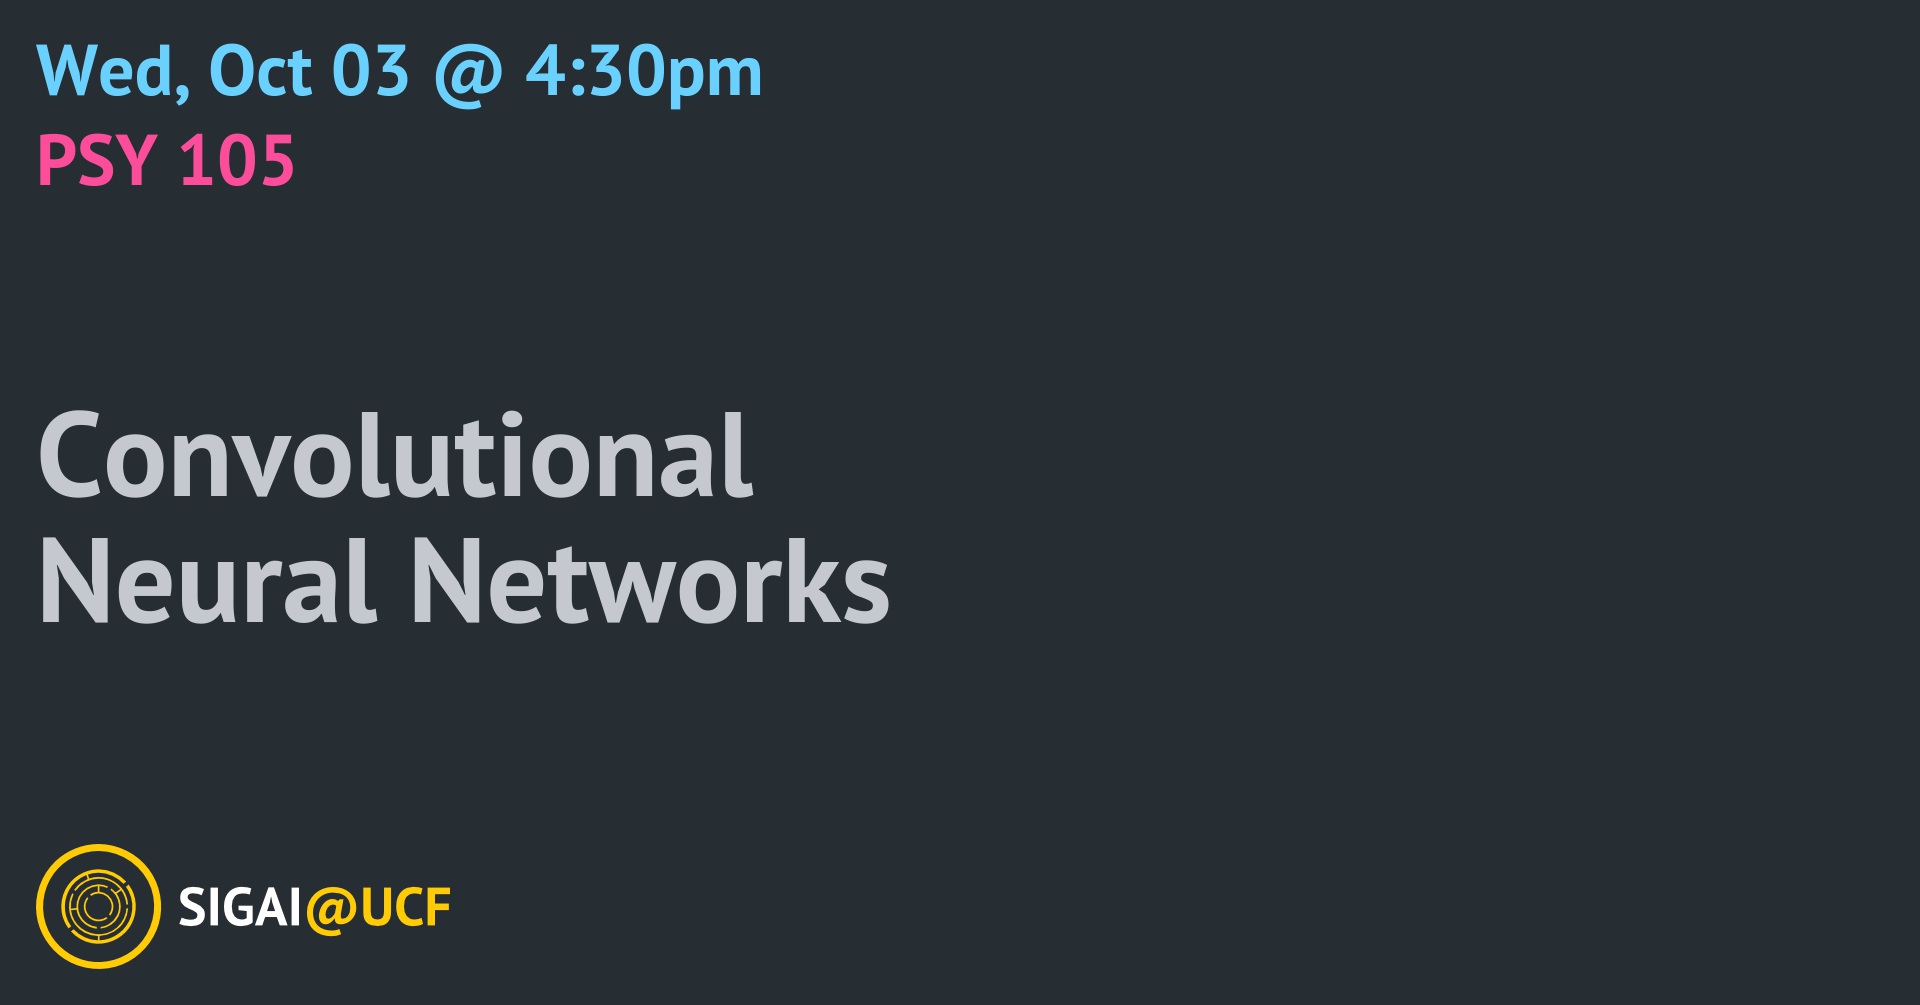 Wed, Oct 03 @ 4:30pm
PSY 105
Convolutional
Neural Networks
SIGAI@UCF